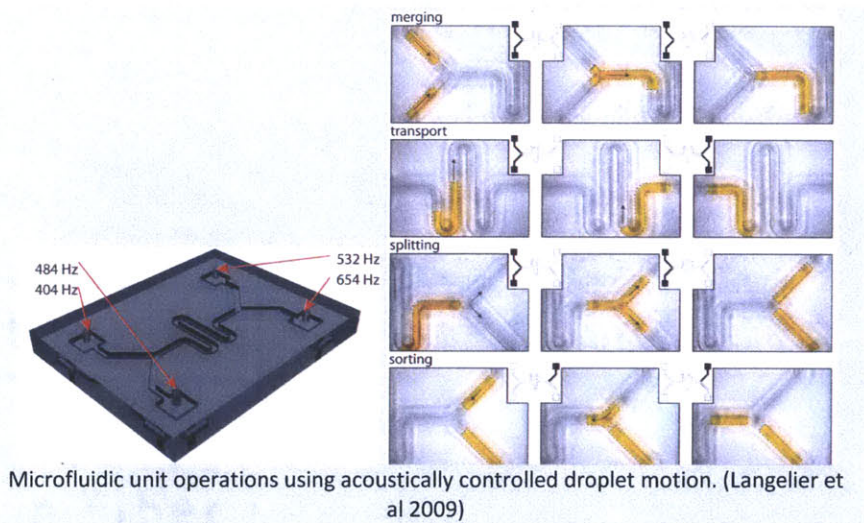 merging
transport
484 Hz
404 Hz
532 Hz
654 Hz
splitting
sorting
Microfluidic unit operations using acoustically controlled droplet motion. (Langelier et
al 2009)